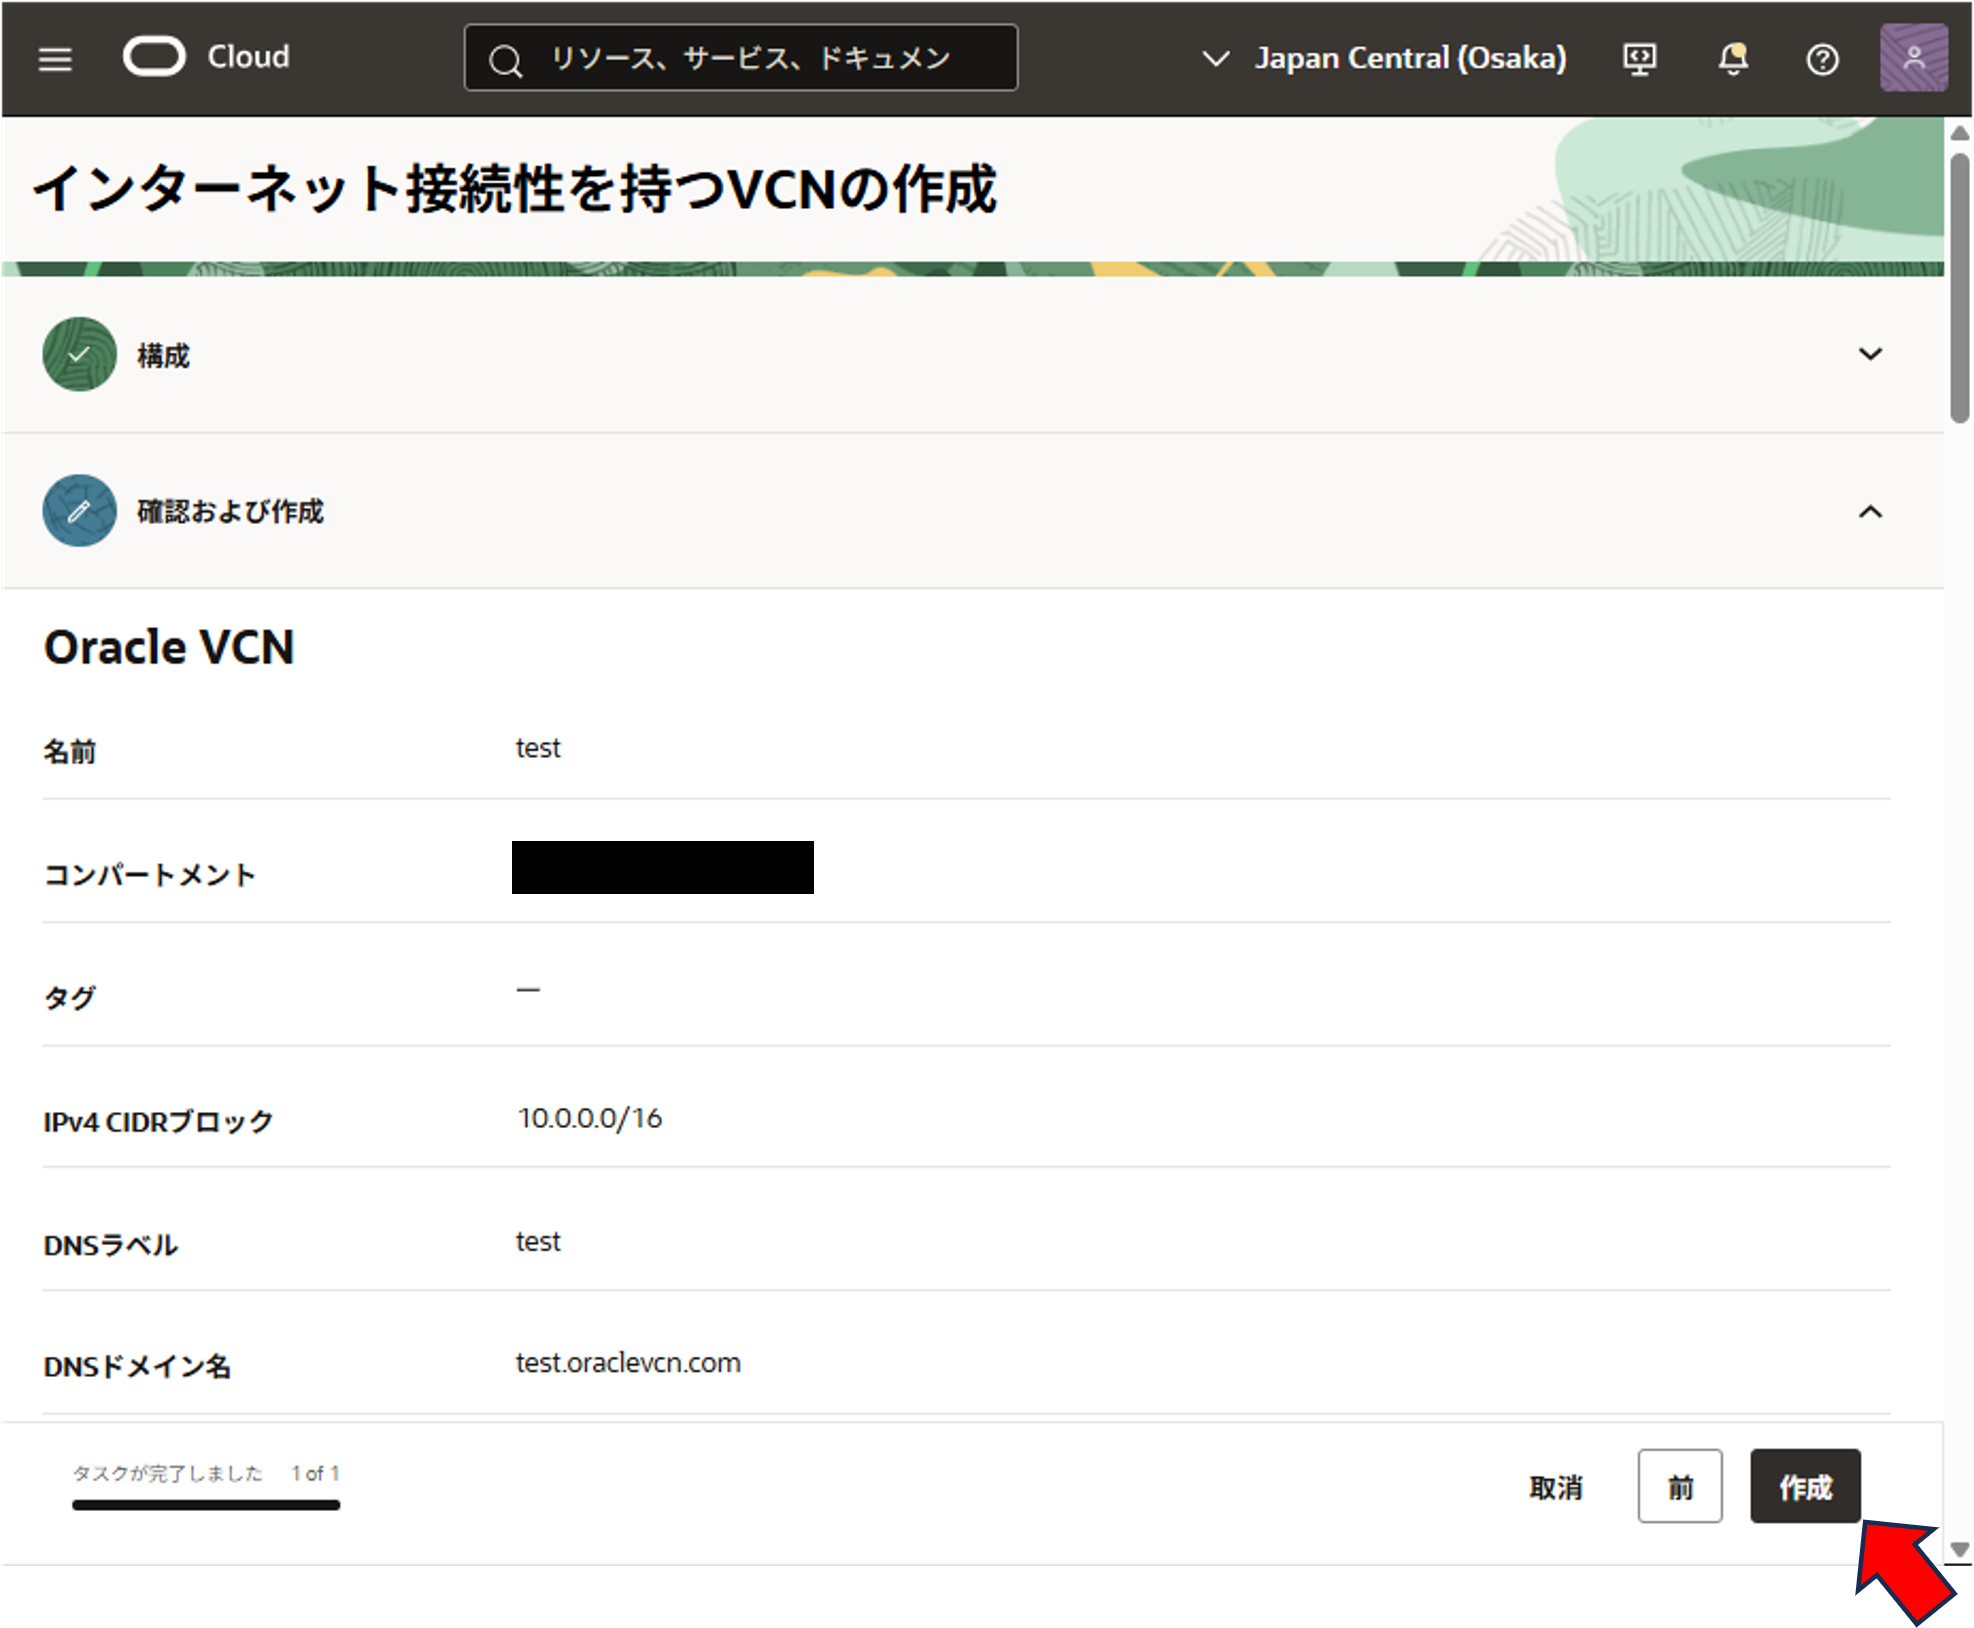 Cloud
リソース、サービス、ドキュメン
Japan Central (Osaka)
インターネット接続性を持つVCNの作成
構成
確認および作成
Oracle VCN
名前 test
コンパートメント
タグ —
IPv4 CIDRブロック 10.0.0.0/16
DNSラベル test
DNSドメイン名 test.oraclevcn.com
タスクが完了しました 1 of 1
取消 前 作成